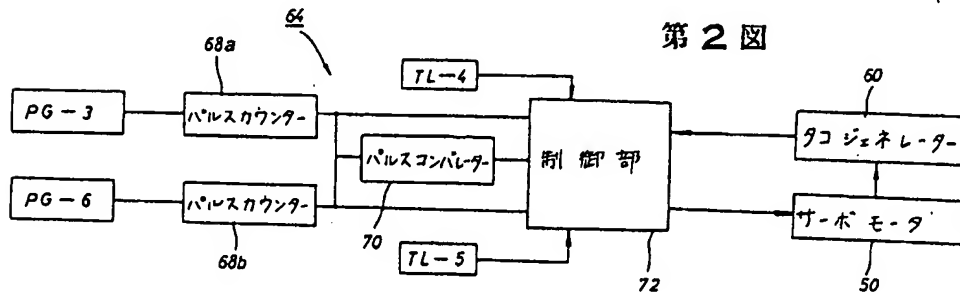 第2図
64
68a
TL-4
60
PG-3
パルスカウンター
タコジェネレーター
パルスコンパレーター
制御部
PG-6
パルスカウンター
サーボモータ
70
TL-5
68b
72
50